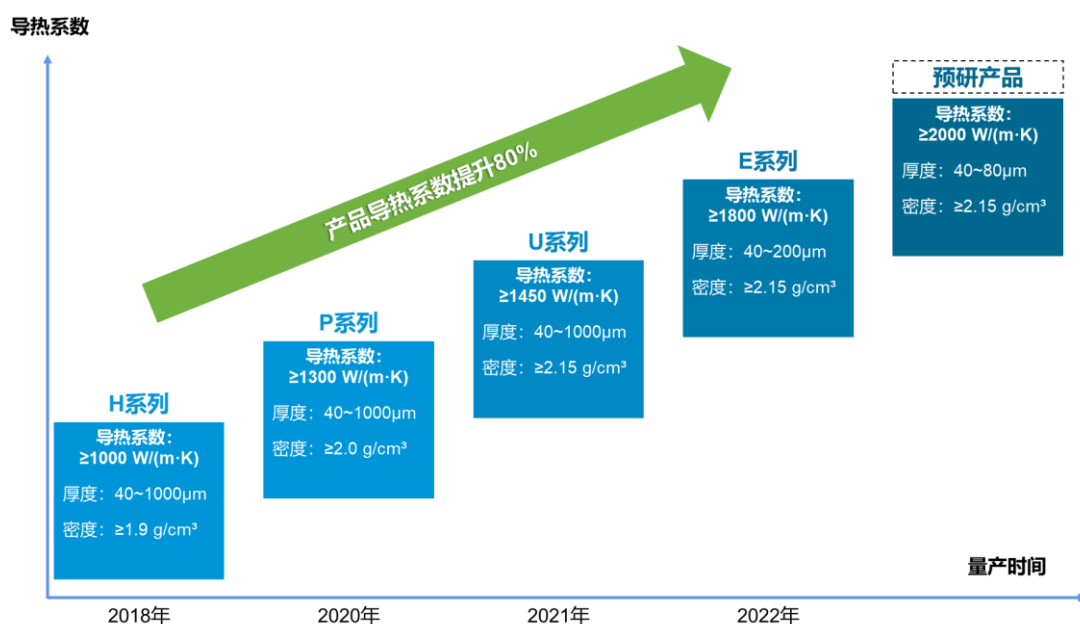 导热系数
产品导热系数提升80%
H系列
导热系数：
≥1000 W/(m·K)
厚度：40~1000μm
密度：≥1.9 g/cm³
P系列
导热系数：
≥1300 W/(m·K)
厚度：40~1000μm
密度：≥2.0 g/cm³
U系列
导热系数：
≥1450 W/(m·K)
厚度：40~1000μm
密度：≥2.15 g/cm³
E系列
导热系数：
≥1800 W/(m·K)
厚度：40~200μm
密度：≥2.15 g/cm³
预研产品
导热系数：
≥2000 W/(m·K)
厚度：40~80μm
密度：≥2.15 g/cm³
量产时间
2018年
2020年
2021年
2022年